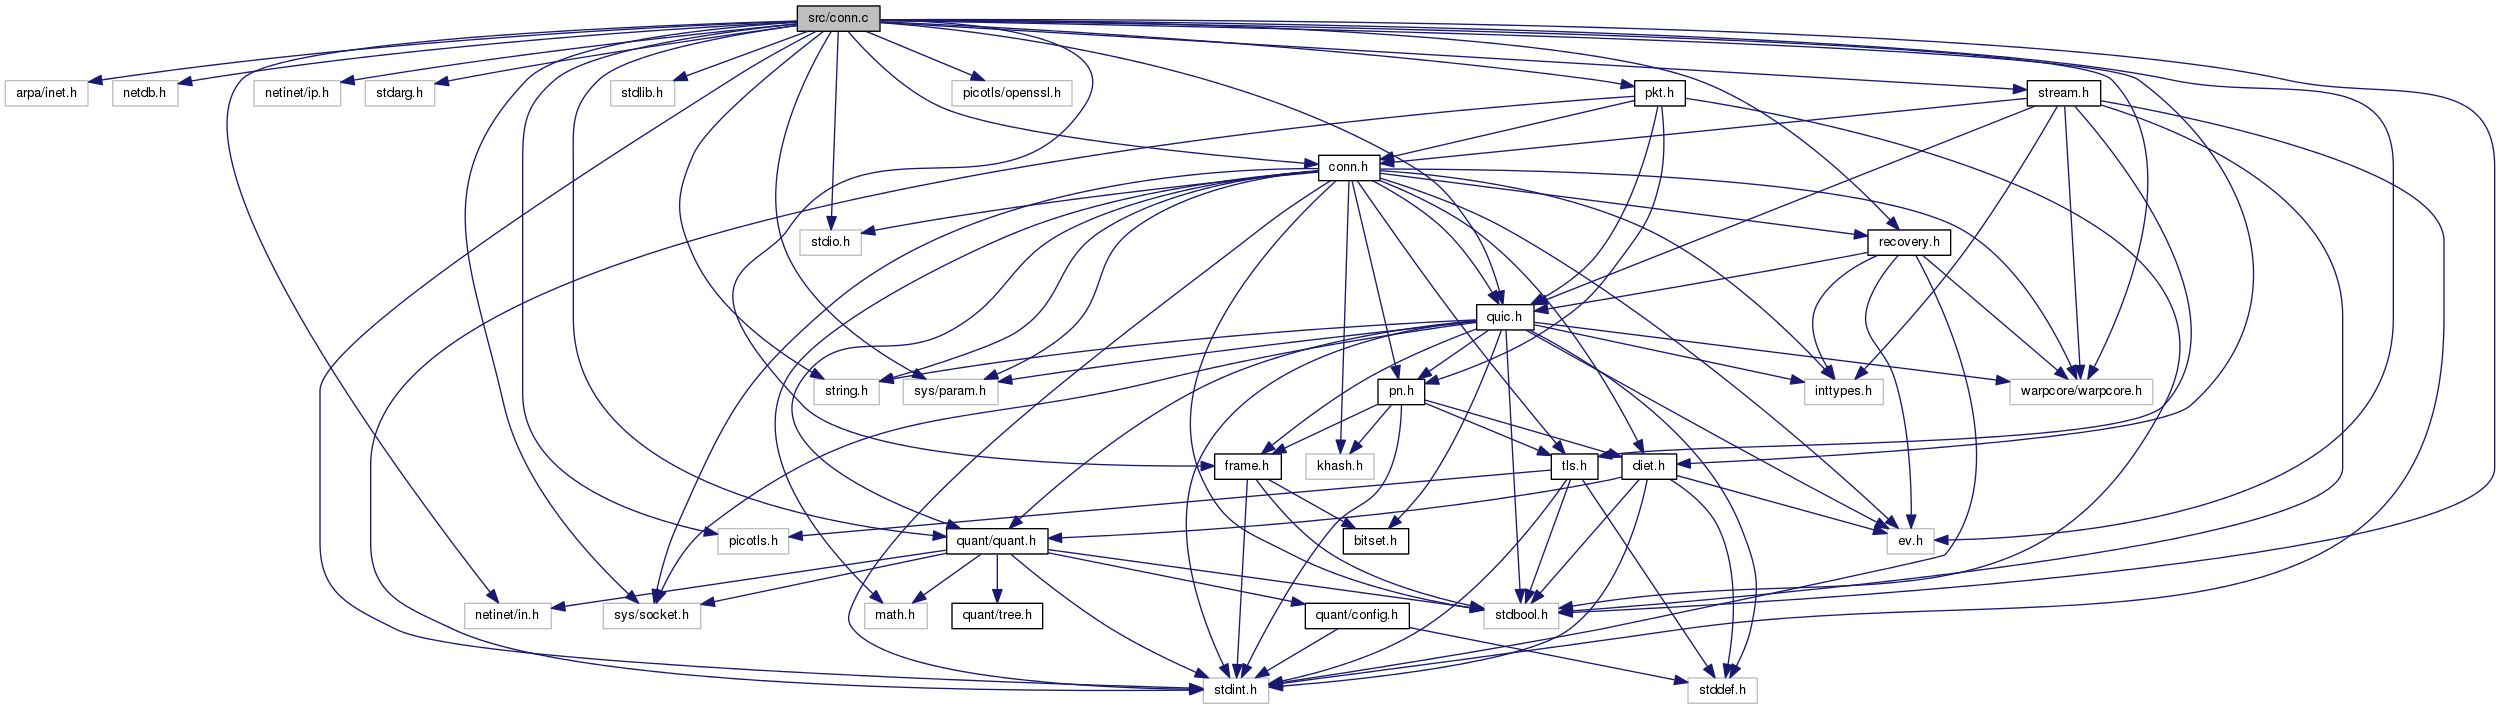 src/conn.c
arpa/inet.h
netdb.h
netinet/ip.h
stdarg.h
stdlib.h
picotls/openssl.h
pkt.h
stream.h
conn.h
stdio.h
recovery.h
quic.h
string.h
sys/param.h
pn.h
inttypes.h
warpcore/warpcore.h
frame.h
khash.h
tls.h
diet.h
picotls.h
quant/quant.h
bitset.h
ev.h
netinet/in.h
sys/socket.h
math.h
quant/tree.h
quant/config.h
stdbool.h
stdint.h
stddef.h